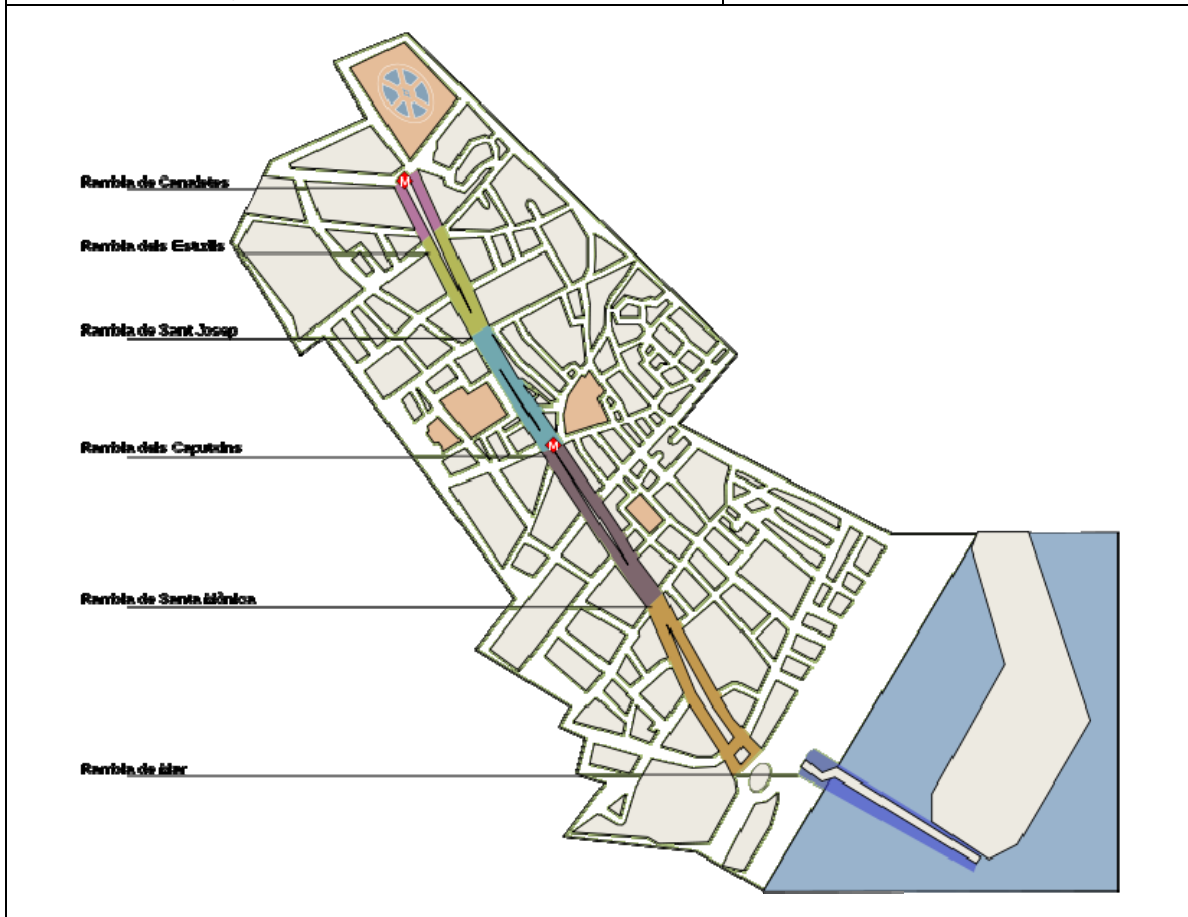 Rambla de Canaletes
Rambla dels Estudis
M
Rambla de Sant Josep
Rambla dels Caputxins
M
Rambla de Santa Mònica
Rambla de Mar